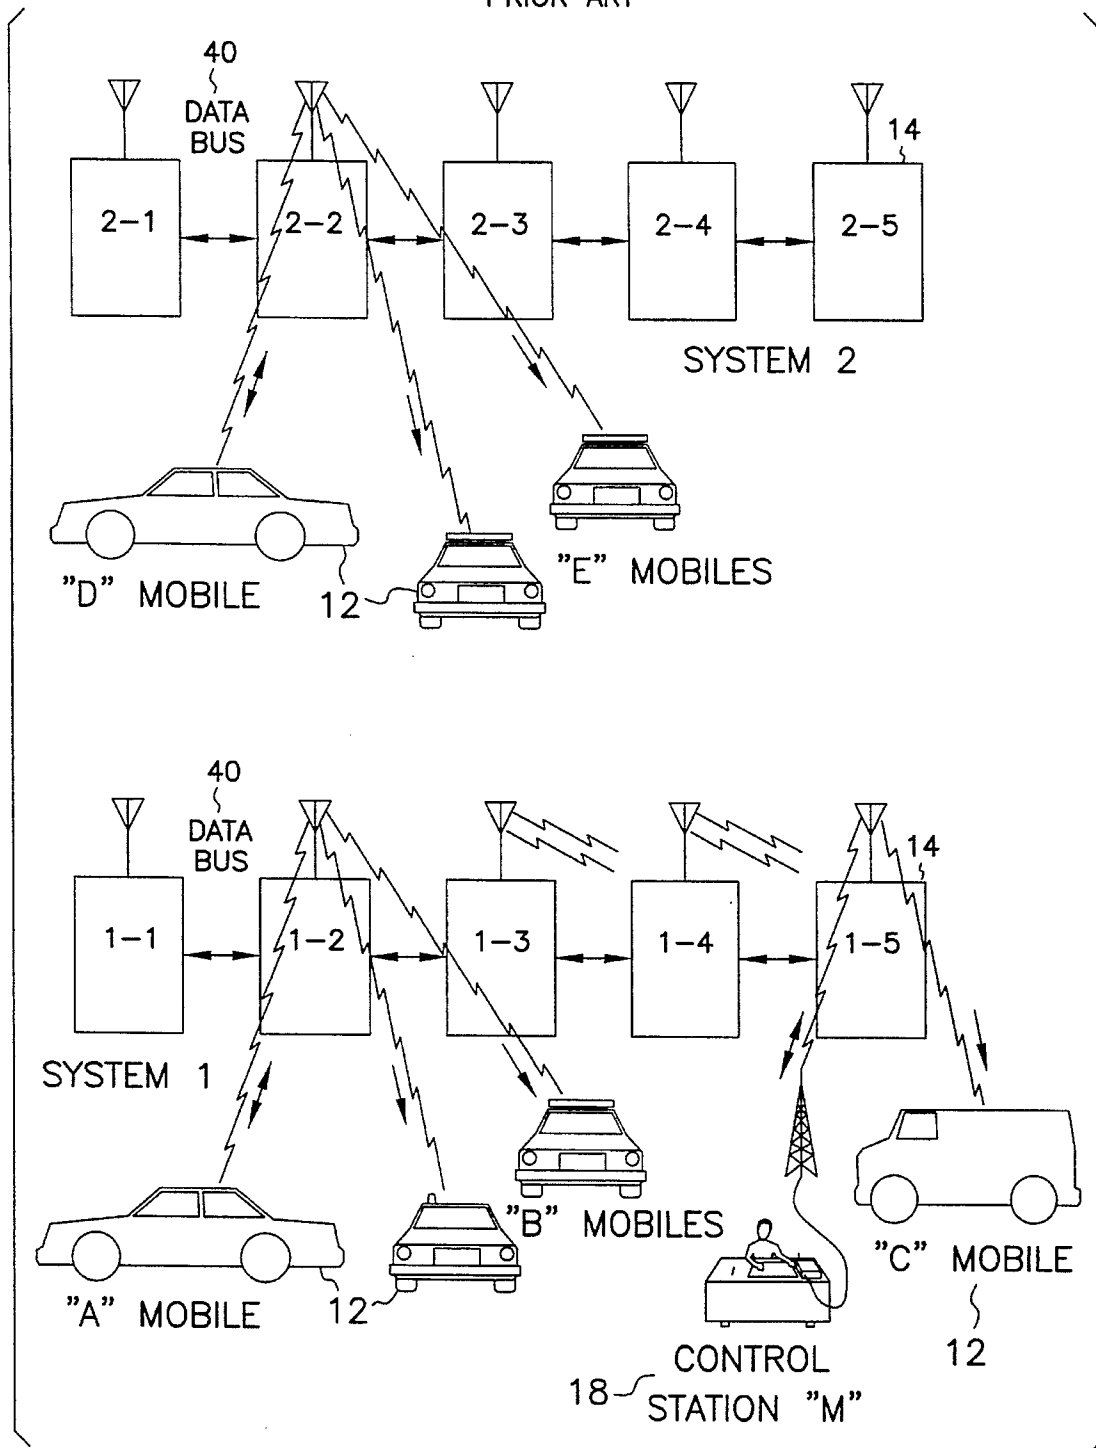 PRIOR ART
40
DATA
BUS
14
2-1
2-2
2-3
2-4
2-5
SYSTEM 2
"D" MOBILE
12
"E" MOBILES
40
DATA
BUS
14
1-1
1-2
1-3
1-4
1-5
SYSTEM 1
"A" MOBILE
12
"B" MOBILES
"C" MOBILE
12
CONTROL
18 STATION "M"